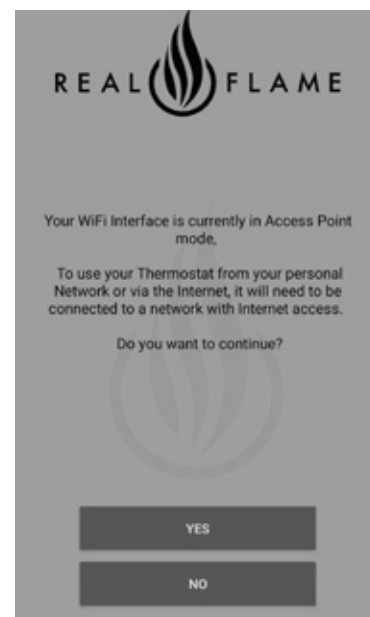 REAL FLAME
Your WiFi Interface is currently in Access Point
mode,
To use your Thermostat from your personal
Network or via the Internet, it will need to be
connected to a network with Internet access.
Do you want to continue?
YES
NO